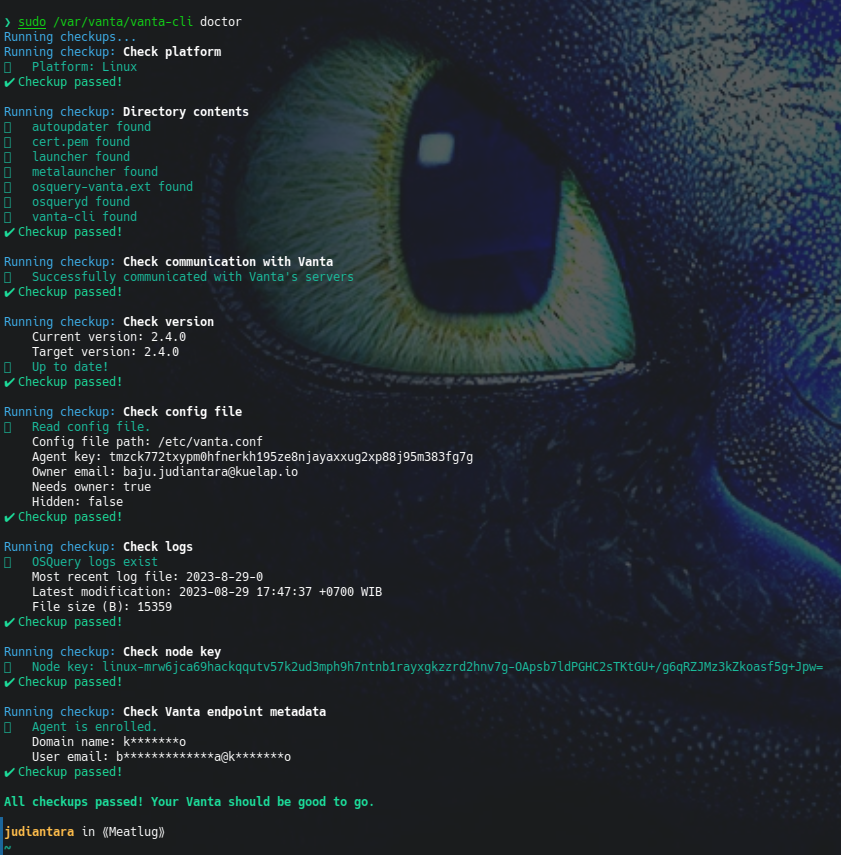 ❯ sudo /var/vanta/vanta-cli doctor
Running checkups...
Running checkup: Check platform
Platform: Linux
✔ Checkup passed!
Running checkup: Directory contents
autoupdater found
cert.pem found
launcher found
metalauncher found
osquery-vanta.ext found
osqueryd found
vanta-cli found
✔ Checkup passed!
Running checkup: Check communication with Vanta
Successfully communicated with Vanta's servers
✔ Checkup passed!
Running checkup: Check version
Current version: 2.4.0
Target version: 2.4.0
Up to date!
✔ Checkup passed!
Running checkup: Check config file
Read config file.
Config file path: /etc/vanta.conf
Agent key: tmzck772txypm0hfnerkh195ze8njayaxxug2xp88j95m383fg7g
Owner email: baju.judiantara@kuelap.io
Needs owner: true
Hidden: false
✔ Checkup passed!
Running checkup: Check logs
OSQuery logs exist
Most recent log file: 2023-8-29-0
Latest modification: 2023-08-29 17:47:37 +0700 WIB
File size (B): 15359
✔ Checkup passed!
Running checkup: Check node key
Node key: linux-mrw6jca69hackqqutv57k2ud3mph9h7ntnb1rayxgkzzrd2hnv7g-OApsb7ldPGHC2sTKtGU+/g6qRZJMz3kZkoasf5g+Jpw=
✔ Checkup passed!
Running checkup: Check Vanta endpoint metadata
Agent is enrolled.
Domain name: k*******o
User email: b*************a@k*******o
✔ Checkup passed!
All checkups passed! Your Vanta should be good to go.
judiantara in ⟪Meatlug⟫
~